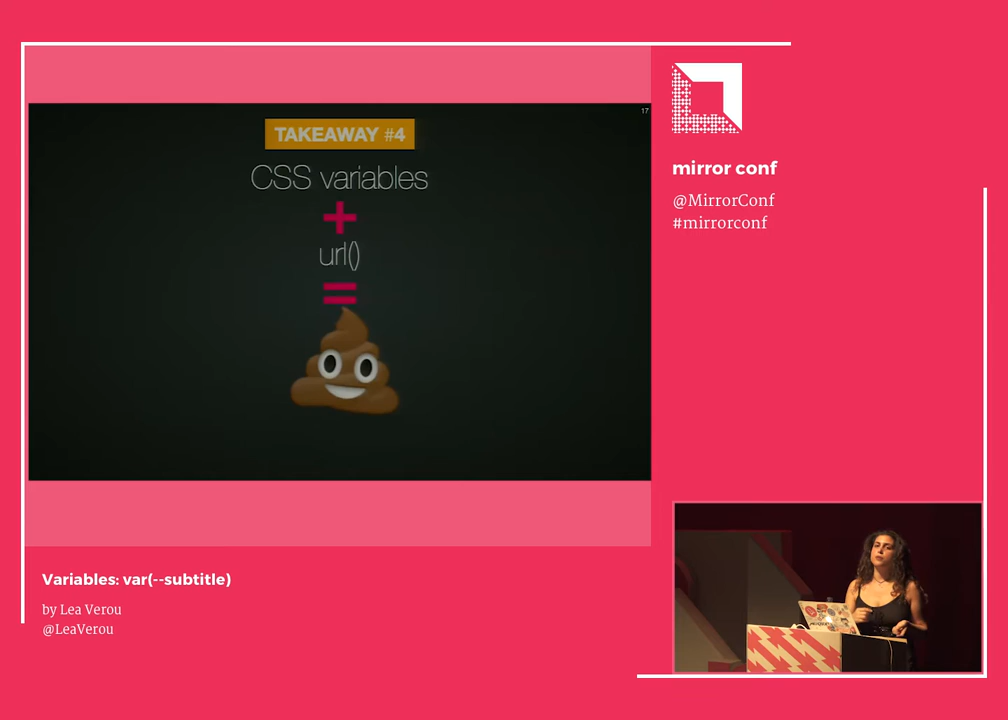 17
TAKEAWAY #4
CSS variables
+
url()
=
mirror conf
@MirrorConf
#mirrorconf
Variables: var(--subtitle)
by Lea Verou
@LeaVerou